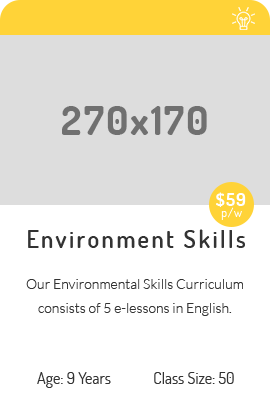 270x170
$59
p/w
Environment Skills
Our Environmental Skills Curriculum
consists of 5 e-lessons in English.
Age: 9 Years Class Size: 50